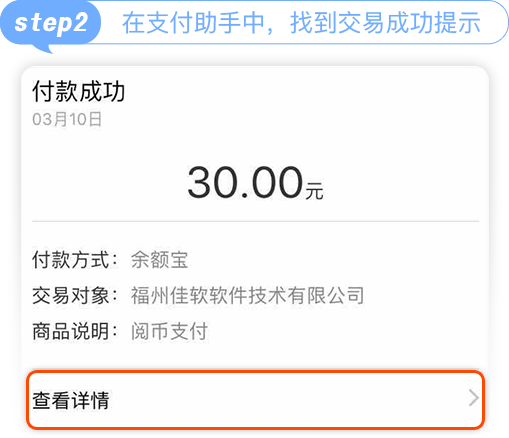 step2 在支付助手中，找到交易成功提示
付款成功
03月10日
30.00元
付款方式：余额宝
交易对象：福州佳软软件技术有限公司
商品说明：阅币支付
查看详情